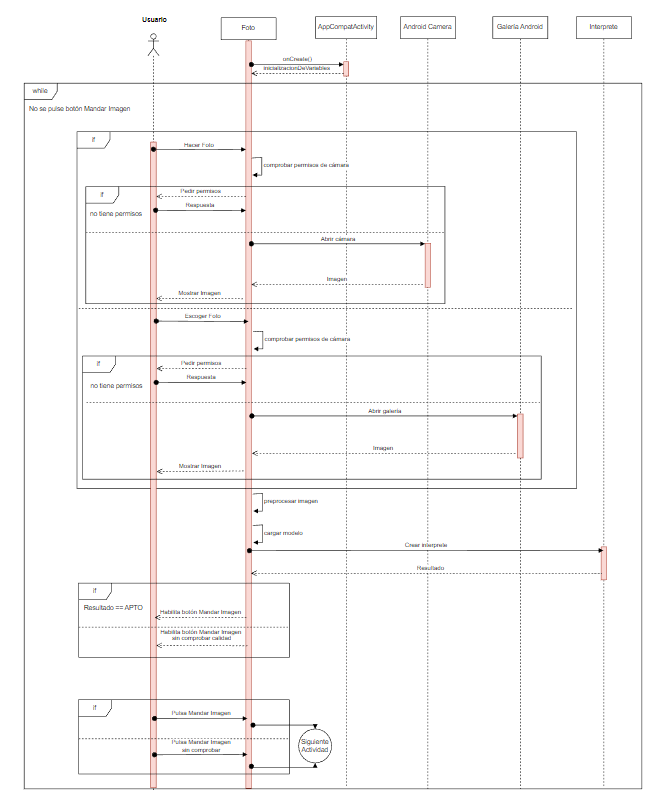 Usuario
Foto
AppCompatActivity
Android Camera
Galería Android
Interprete
onCreate()
inicializacionDeVariables
while
No se pulse botón Mandar Imagen
if
Hacer Foto
comprobar permisos de cámara
if
Pedir permisos
no tiene permisos
Respuesta
Abrir cámara
Imagen
Mostrar Imagen
Escoger Foto
comprobar permisos de cámara
if
Pedir permisos
no tiene permisos
Respuesta
Abrir galería
Imagen
Mostrar Imagen
preprocesar imagen
cargar modelo
Crear interprete
Resultado
if
Resultado == APTO
Habilita botón Mandar Imagen
Habilita botón Mandar Imagen
sin comprobar calidad
if
Pulsa Mandar Imagen
Pulsa Mandar Imagen
sin comprobar
Siguiente
Actividad